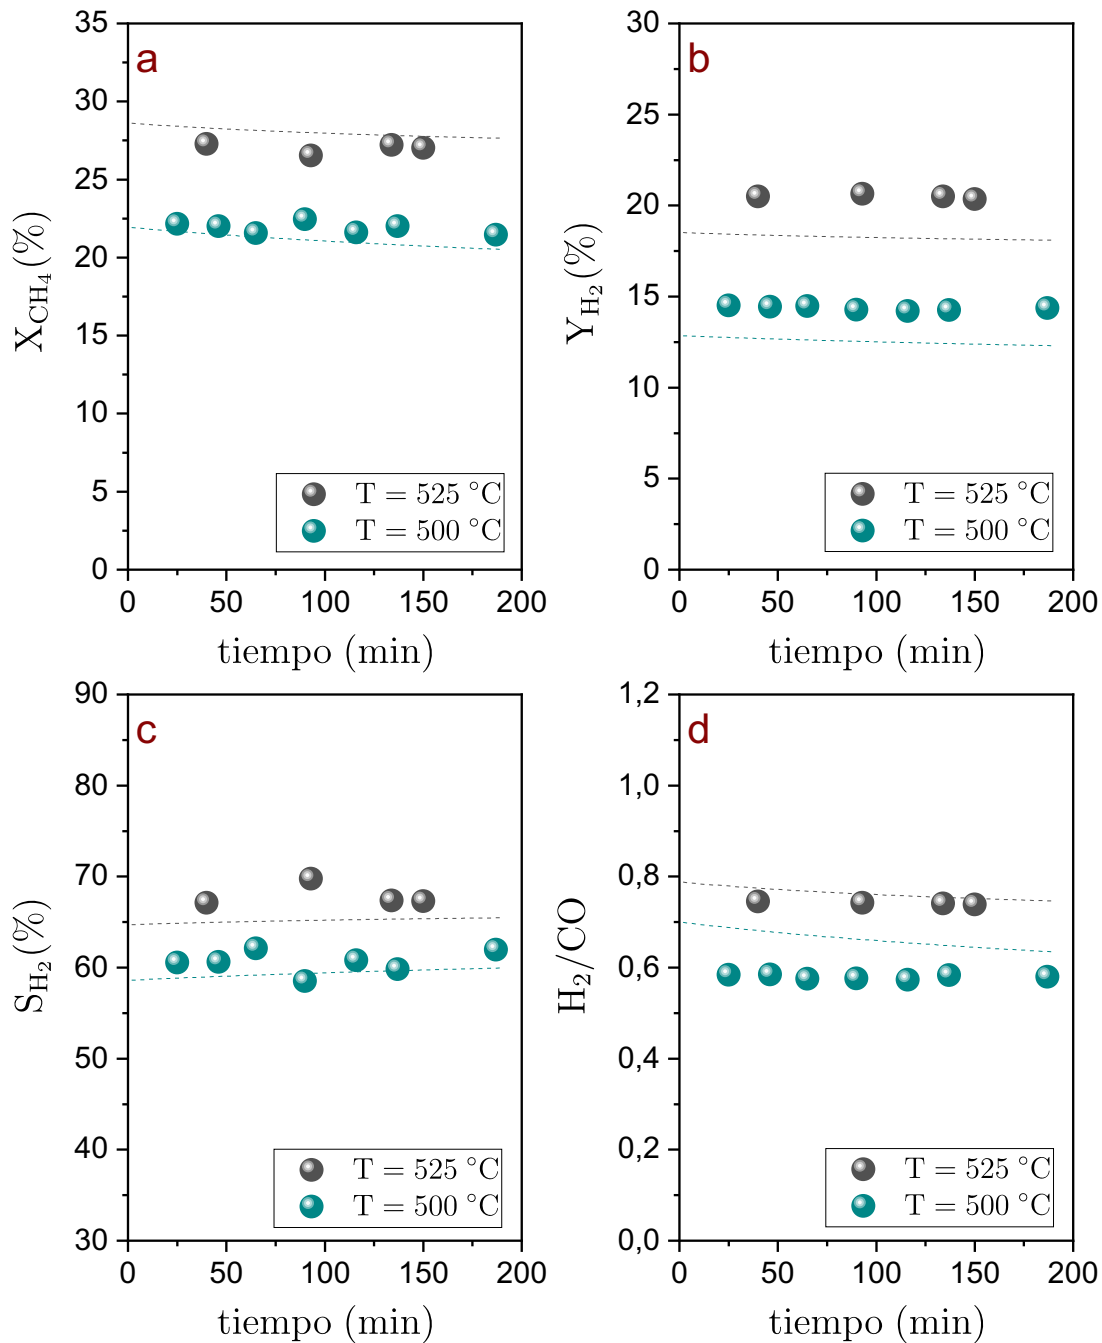 a
X_CH4 (%)
35
30
25
20
15
10
5
0
T = 525 °C
T = 500 °C
0 50 100 150 200
tiempo (min)
b
Y_H2 (%)
30
25
20
15
10
5
0
T = 525 °C
T = 500 °C
0 50 100 150 200
tiempo (min)
c
S_H2 (%)
90
80
70
60
50
40
30
T = 525 °C
T = 500 °C
0 50 100 150 200
tiempo (min)
d
H2/CO
1,2
1,0
0,8
0,6
0,4
0,2
0,0
T = 525 °C
T = 500 °C
0 50 100 150 200
tiempo (min)